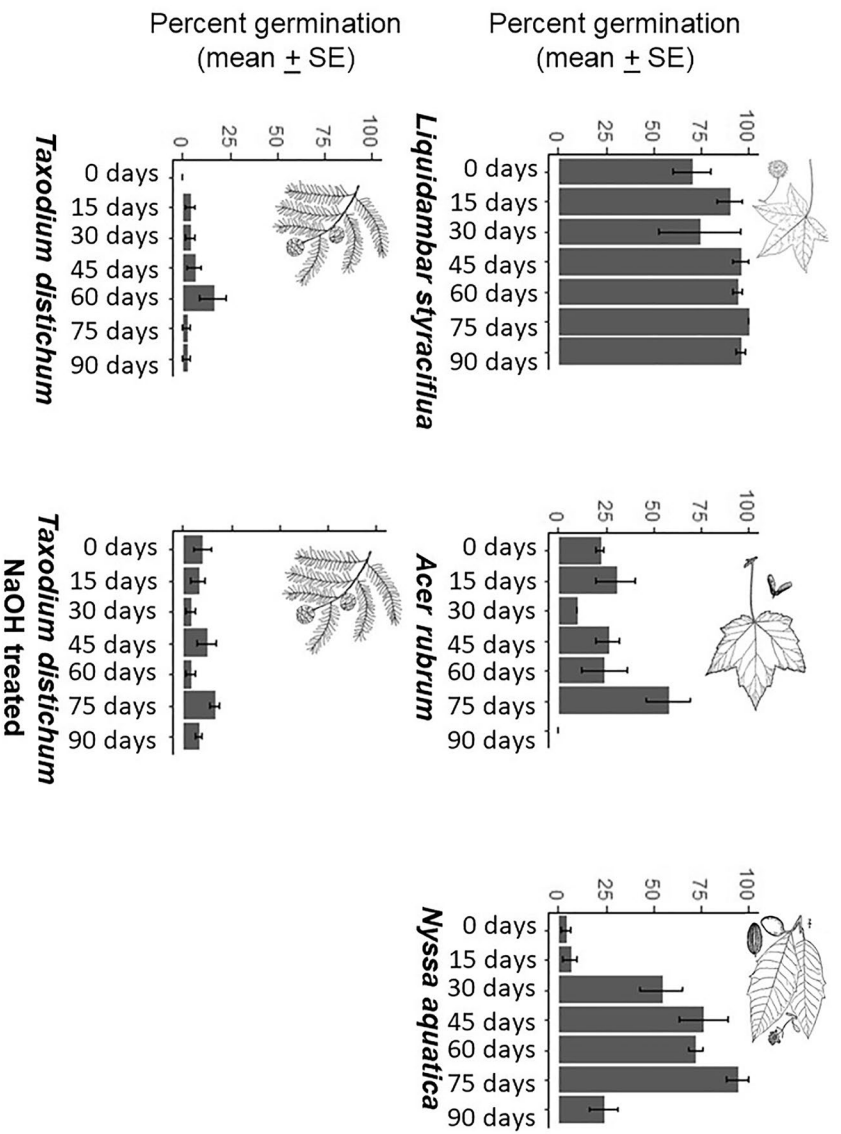 Percent germination
(mean ± SE)
100
75
50
25
0
0 days
15 days
30 days
45 days
60 days
75 days
90 days
Liquidambar styraciflua
100
75
50
25
0
0 days
15 days
30 days
45 days
60 days
75 days
90 days
Acer rubrum
100
75
50
25
0
0 days
15 days
30 days
45 days
60 days
75 days
90 days
Nyssa aquatica
Percent germination
(mean ± SE)
100
75
50
25
0
0 days
15 days
30 days
45 days
60 days
75 days
90 days
Taxodium distichum
0 days
15 days
30 days
45 days
60 days
75 days
90 days
Taxodium distichum
NaOH treated